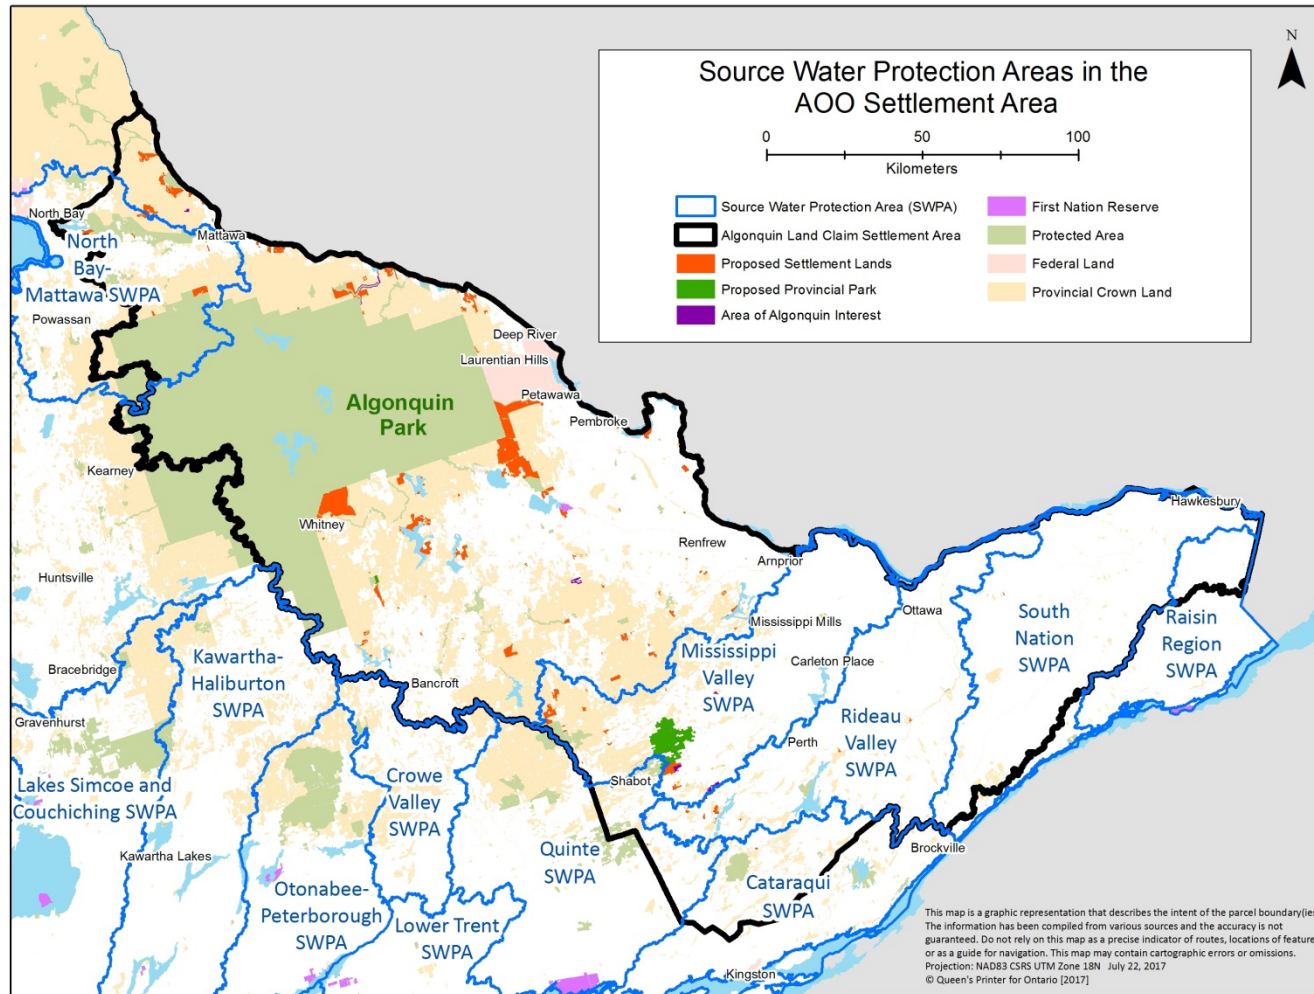 N
Source Water Protection Areas in the
AOO Settlement Area
0 50 100
Kilometers
Source Water Protection Area (SWPA)
Algonquin Land Claim Settlement Area
Proposed Settlement Lands
Proposed Provincial Park
Area of Algonquin Interest
First Nation Reserve
Protected Area
Federal Land
Provincial Crown Land
North Bay
Mattawa
North
Bay-
Mattawa SWPA
Powassan
Deep River
Laurentian Hills
Petawawa
Algonquin
Park
Pembroke
Kearney
Whitney
Hawkesbury
Renfrew
Arnprior
Huntsville
Ottawa
Mississippi Mills
South
Nation
SWPA
Raisin
Region
SWPA
Mississippi
Valley
SWPA
Carleton Place
Bracebridge
Kawartha-
Haliburton
SWPA
Bancroft
Gravenhurst
Rideau
Valley
SWPA
Perth
Lakes Simcoe and
Couchiching SWPA
Crowe
Valley
SWPA
Shabot
Kawartha Lakes
Quinte
SWPA
Brockville
Otonabee-
Peterborough
SWPA
Lower Trent
SWPA
Cataraqui
SWPA
Kingston
This map is a graphic representation that describes the intent of the parcel boundary(ies
The information has been compiled from various sources and the accuracy is not
guaranteed. Do not rely on this map as a precise indicator of routes, locations of feature
or as a guide for navigation. This map may contain cartographic errors or omissions.
Projection: NAD83 CSRS UTM Zone 18N July 22, 2017
© Queen's Printer for Ontario [2017]